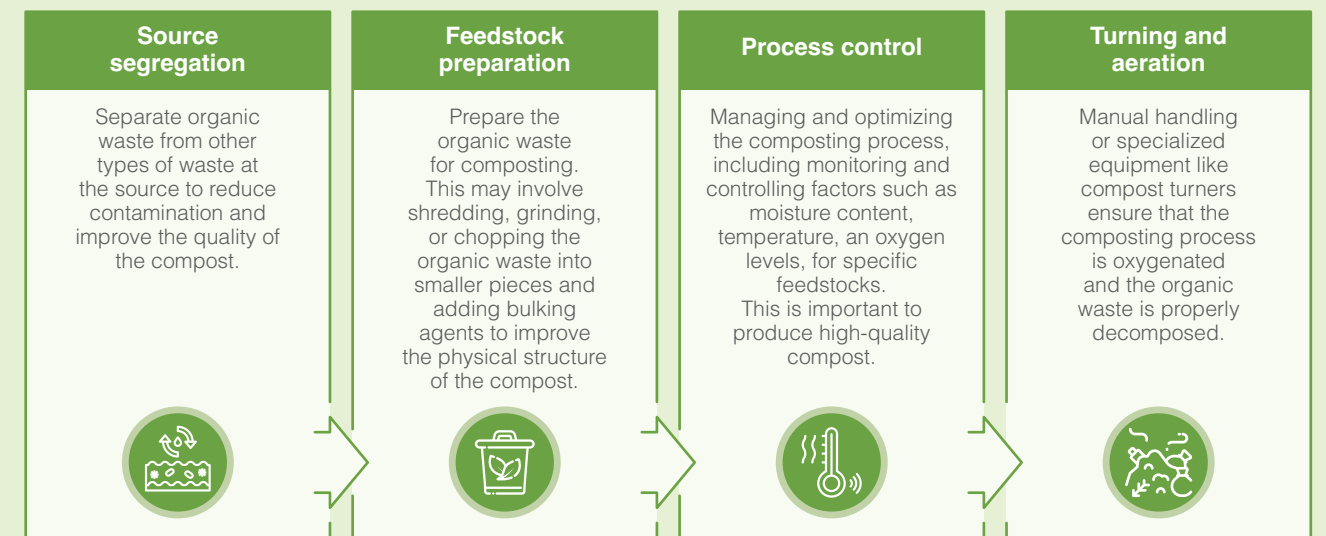 Source
segregation
Separate organic
waste from other
types of waste at
the source to reduce
contamination and
improve the quality of
the compost.
Feedstock
preparation
Prepare the
organic waste
for composting.
This may involve
shredding, grinding,
or chopping the
organic waste into
smaller pieces and
adding bulking
agents to improve
the physical structure
of the compost.
Process control
Managing and optimizing
the composting process,
including monitoring and
controlling factors such as
moisture content,
temperature, an oxygen
levels, for specific
feedstocks.
This is important to
produce high-quality
compost.
Turning and
aeration
Manual handling
or specialized
equipment like
compost turners
ensure that the
composting process
is oxygenated
and the organic
waste is properly
decomposed.